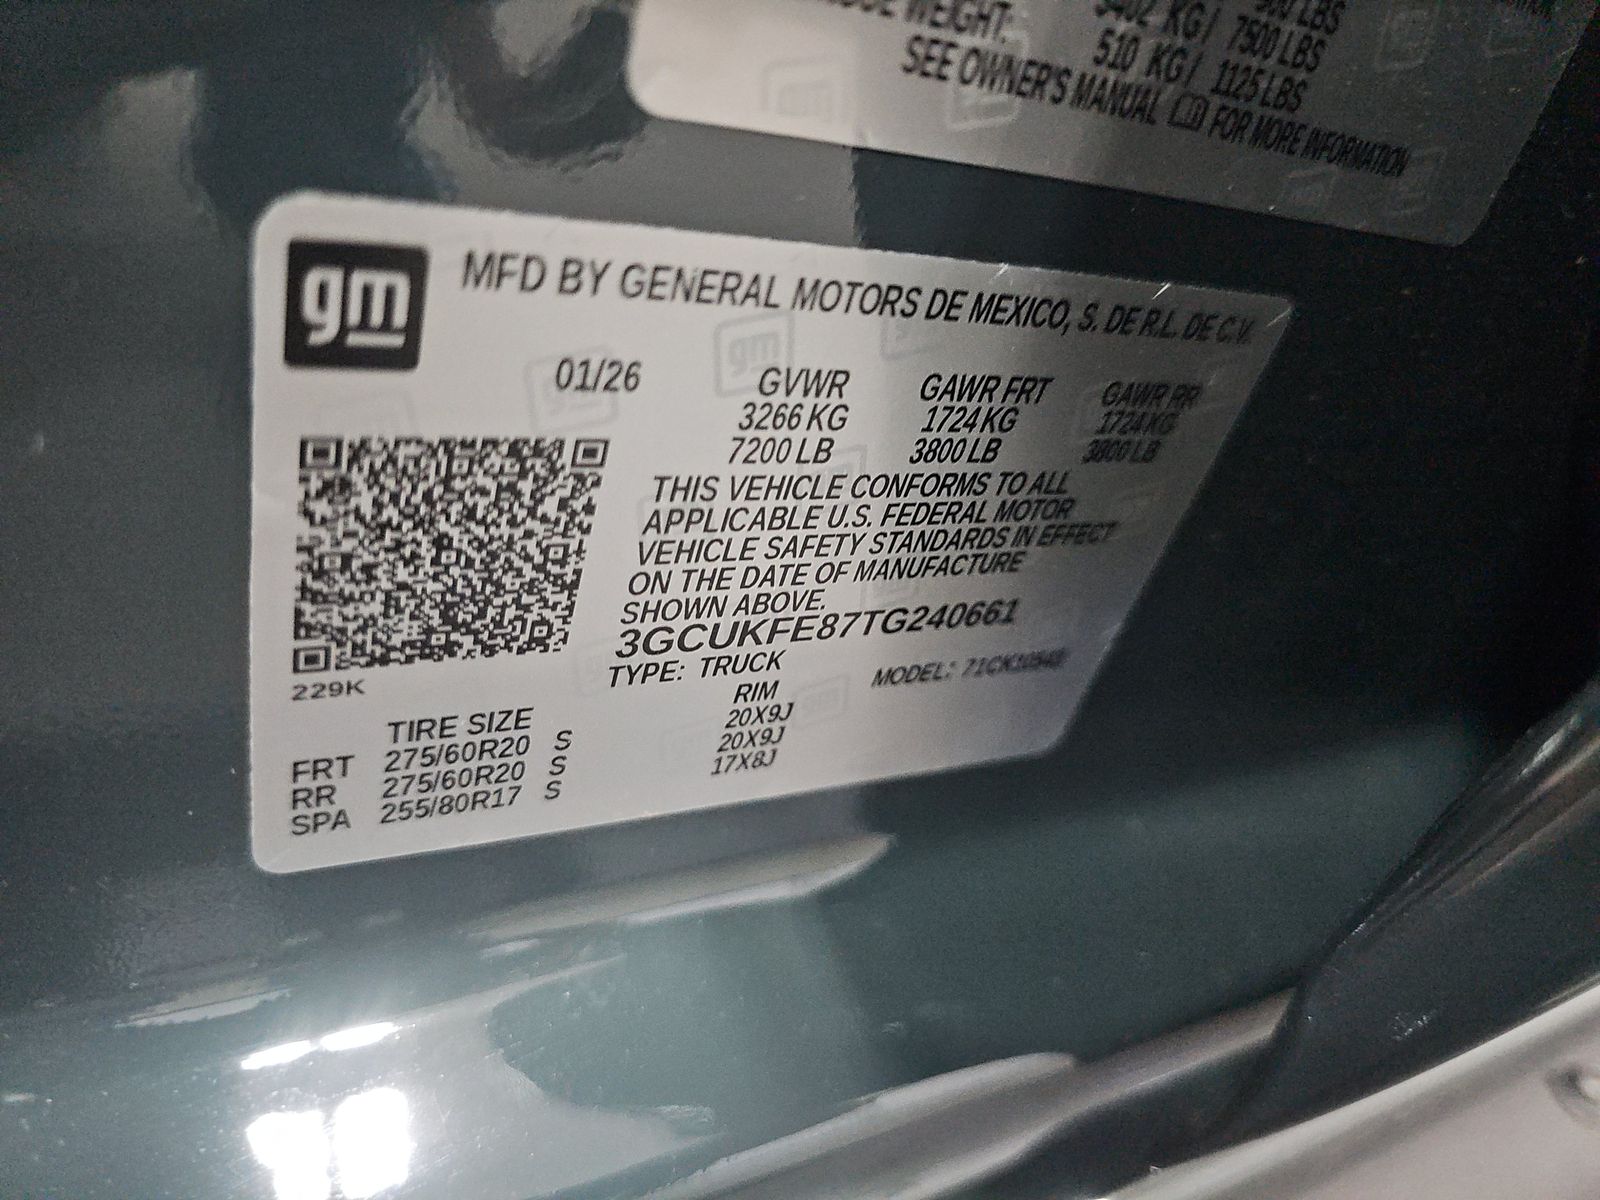 WEIGHT:
3402 KG / 7500 LBS
510 KG / 1125 LBS
SEE OWNER'S MANUAL FOR MORE INFORMATION
gm
MFD BY GENERAL MOTORS DE MEXICO, S. DE R.L. DE C.V.
01/26 GVWR GAWR FRT GAWR RR
3266 KG 1724 KG 1724 KG
7200 LB 3800 LB 3800 LB
THIS VEHICLE CONFORMS TO ALL
APPLICABLE U.S. FEDERAL MOTOR
VEHICLE SAFETY STANDARDS IN EFFECT
ON THE DATE OF MANUFACTURE
SHOWN ABOVE.
3GCUKFE87TG240661
TYPE: TRUCK MODEL:
229K
TIRE SIZE RIM
FRT 275/60R20 S 20X9J
RR 275/60R20 S 20X9J
SPA 255/80R17 S 17X8J